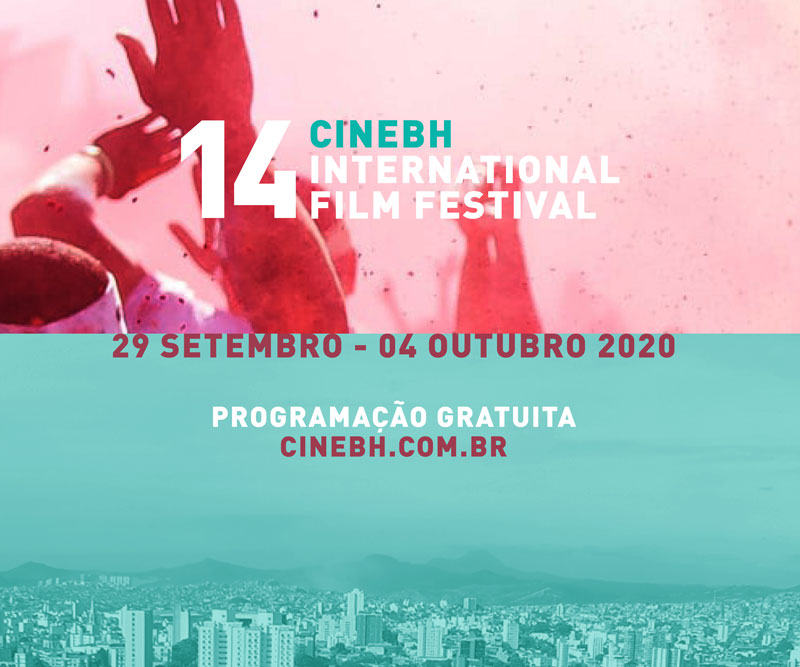 14
CINEBH
INTERNATIONAL
FILM FESTIVAL
29 SETEMBRO - 04 OUTUBRO 2020
PROGRAMAÇÃO GRATUITA
CINEBH.COM.BR